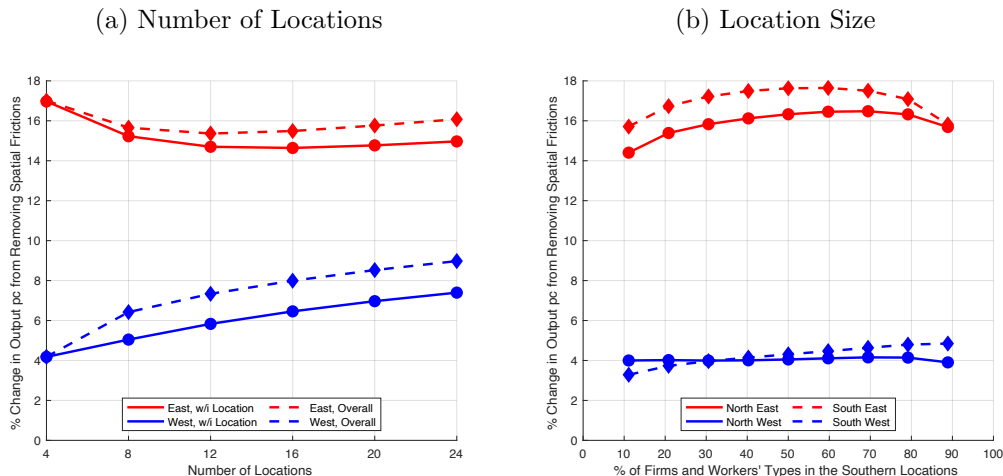 (a) Number of Locations
% Change in Output pc from Removing Spatial Frictions
18
16
14
12
10
8
6
4
2
0
4
8
12
16
20
24
Number of Locations
East, w/i Location
East, Overall
West, w/i Location
West, Overall
(b) Location Size
% Change in Output pc from Removing Spatial Frictions
18
16
14
12
10
8
6
4
2
0
0
10
20
30
40
50
60
70
80
90
100
% of Firms and Workers' Types in the Southern Locations
North East
South East
North West
South West